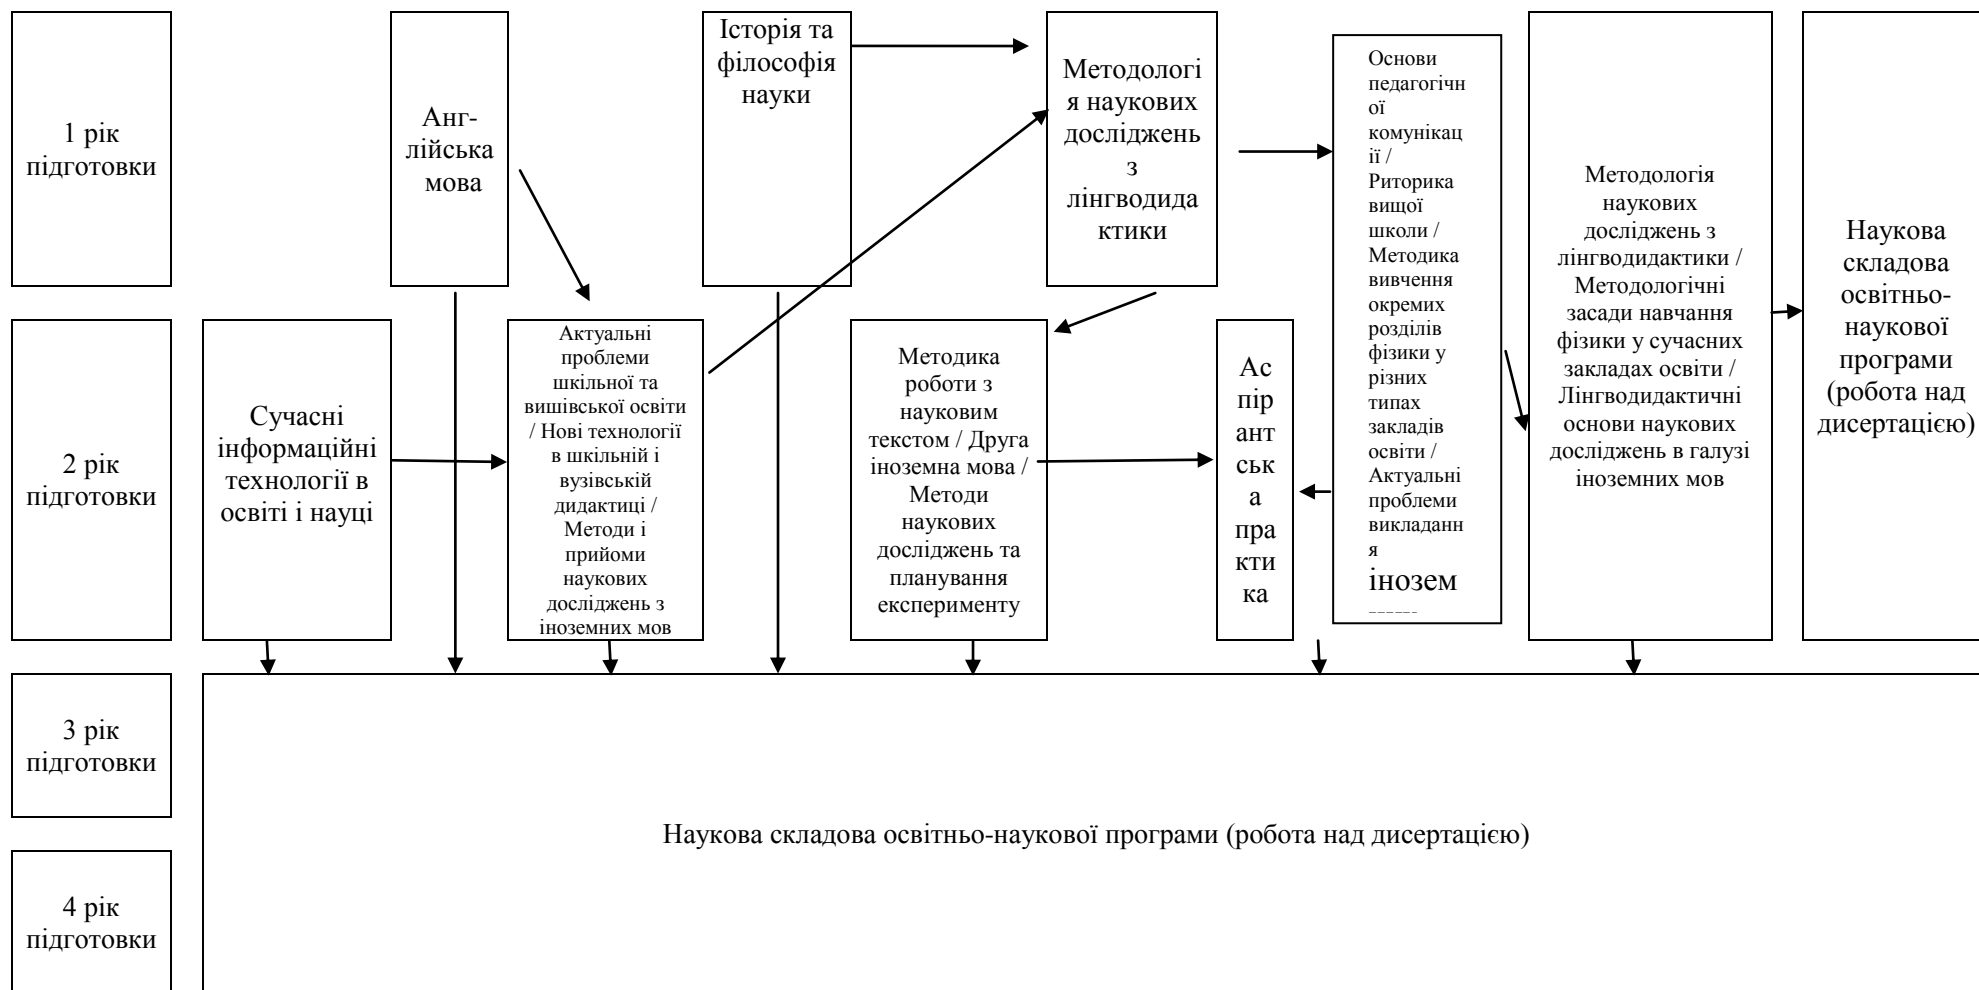 1 рік
підготовки
Анг-
лійська
мова
Історія та
філософія
науки
Методологі
я наукових
досліджень
з
лінгводида
ктики
Основи
педагогічн
ої
комунікац
ії /
Риторика
вищої
школи /
Методика
вивчення
окремих
розділів
фізики у
різних
типах
закладів
освіти /
Актуальні
проблеми
викладанн
я
інозем
Методологія
наукових
досліджень з
лінгводидактики /
Методологічні
засади навчання
фізики у сучасних
закладах освіти /
Лінгводидактичні
основи наукових
досліджень в галузі
іноземних мов
Наукова
складова
освітньо-
наукової
програми
(робота над
дисертацією)
2 рік
підготовки
Сучасні
інформаційні
технології в
освіті і науці
Актуальні
проблеми
шкільної та
вишівської освіти
/ Нові технології
в шкільній і
вузівській
дидактиці /
Методи і
прийоми
наукових
досліджень з
іноземних мов
Методика
роботи з
науковим
текстом / Друга
іноземна мова /
Методи
наукових
досліджень та
планування
експерименту
Ас
пір
ант
ськ
а
пра
кти
ка
3 рік
підготовки
Наукова складова освітньо-наукової програми (робота над дисертацією)
4 рік
підготовки